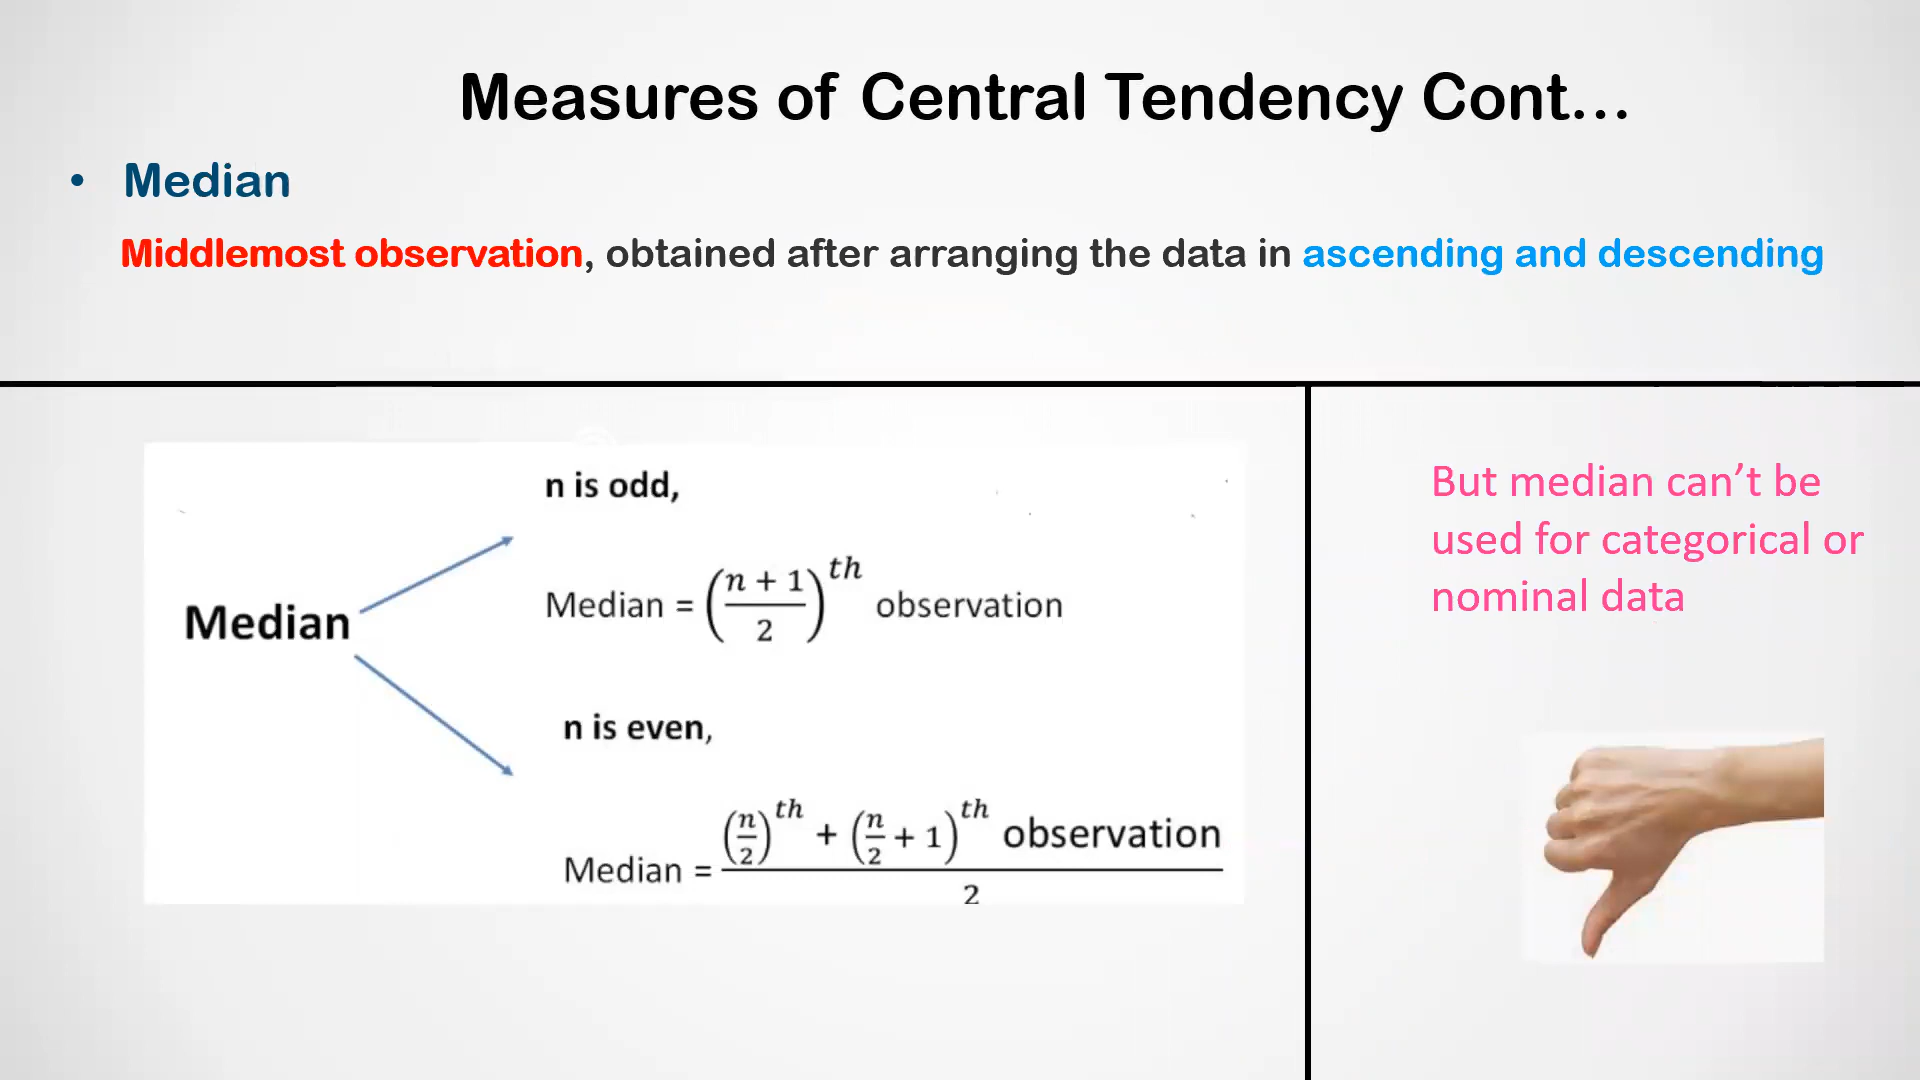 Measures of Central Tendency Cont...
• Median
Middlemost observation, obtained after arranging the data in ascending and descending
n is odd,
Median = ((n + 1)/2)^th observation
Median
n is even,
Median = ((n/2)^th + (n/2 + 1)^th observation)/2
But median can’t be
used for categorical or
nominal data